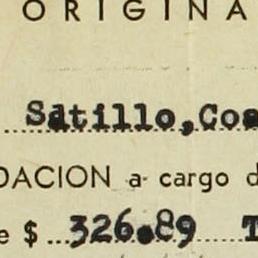 ORIGINA
Satillo,Coa
DACION a cargo d
e $ 326.89 T